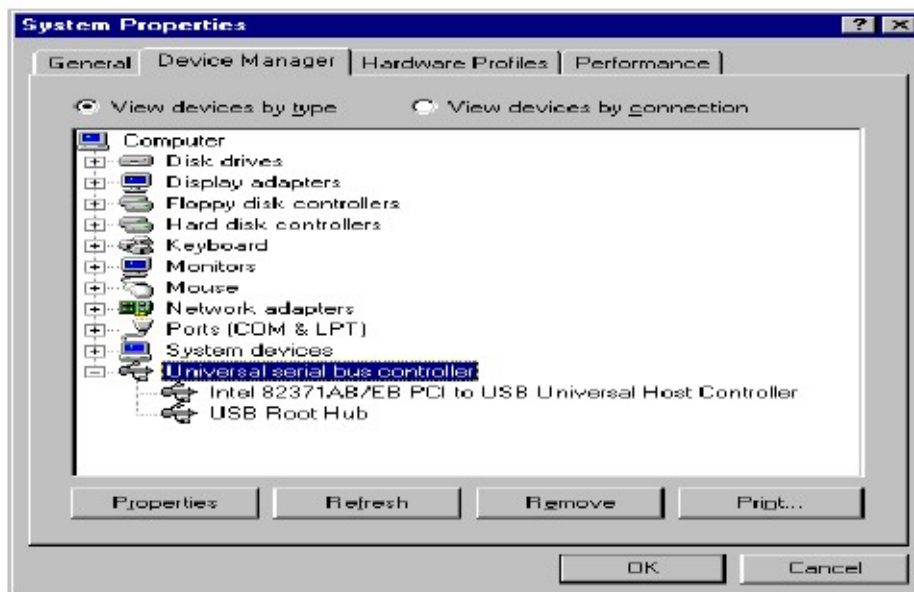 System Properties
General Device Manager Hardware Profiles Performance
View devices by type View devices by connection
Computer
Disk drives
Display adapters
Floppy disk controllers
Hard disk controllers
Keyboard
Monitors
Mouse
Network adapters
Ports (COM & LPT)
System devices
Universal serial bus controller
Intel 82371AB/EB PCI to USB Universal Host Controller
USB Root Hub
Properties Refresh Remove Print...
OK Cancel